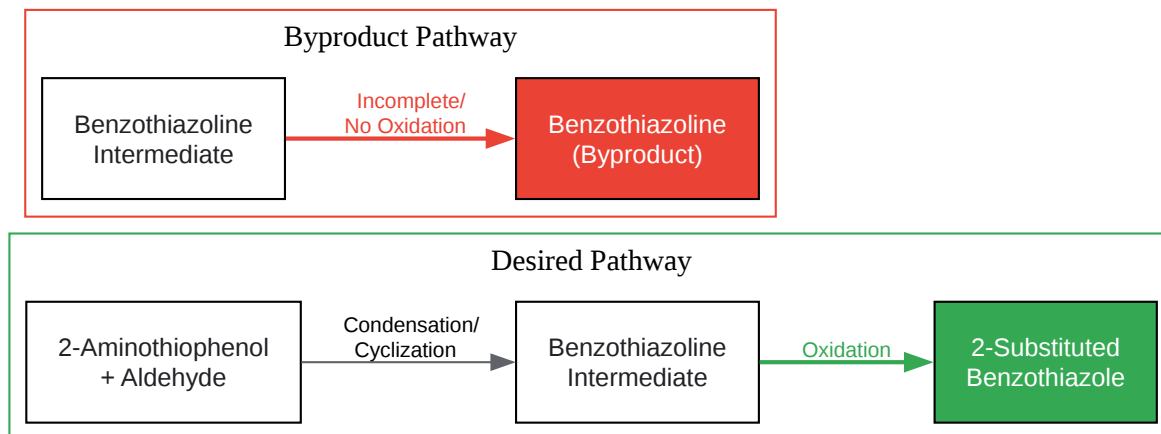 Byproduct Pathway
Benzothiazoline
Intermediate
Incomplete/
No Oxidation
Benzothiazoline
(Byproduct)
Desired Pathway
2-Aminothiophenol
+ Aldehyde
Condensation/
Cyclization
Benzothiazoline
Intermediate
Oxidation
2-Substituted
Benzothiazole